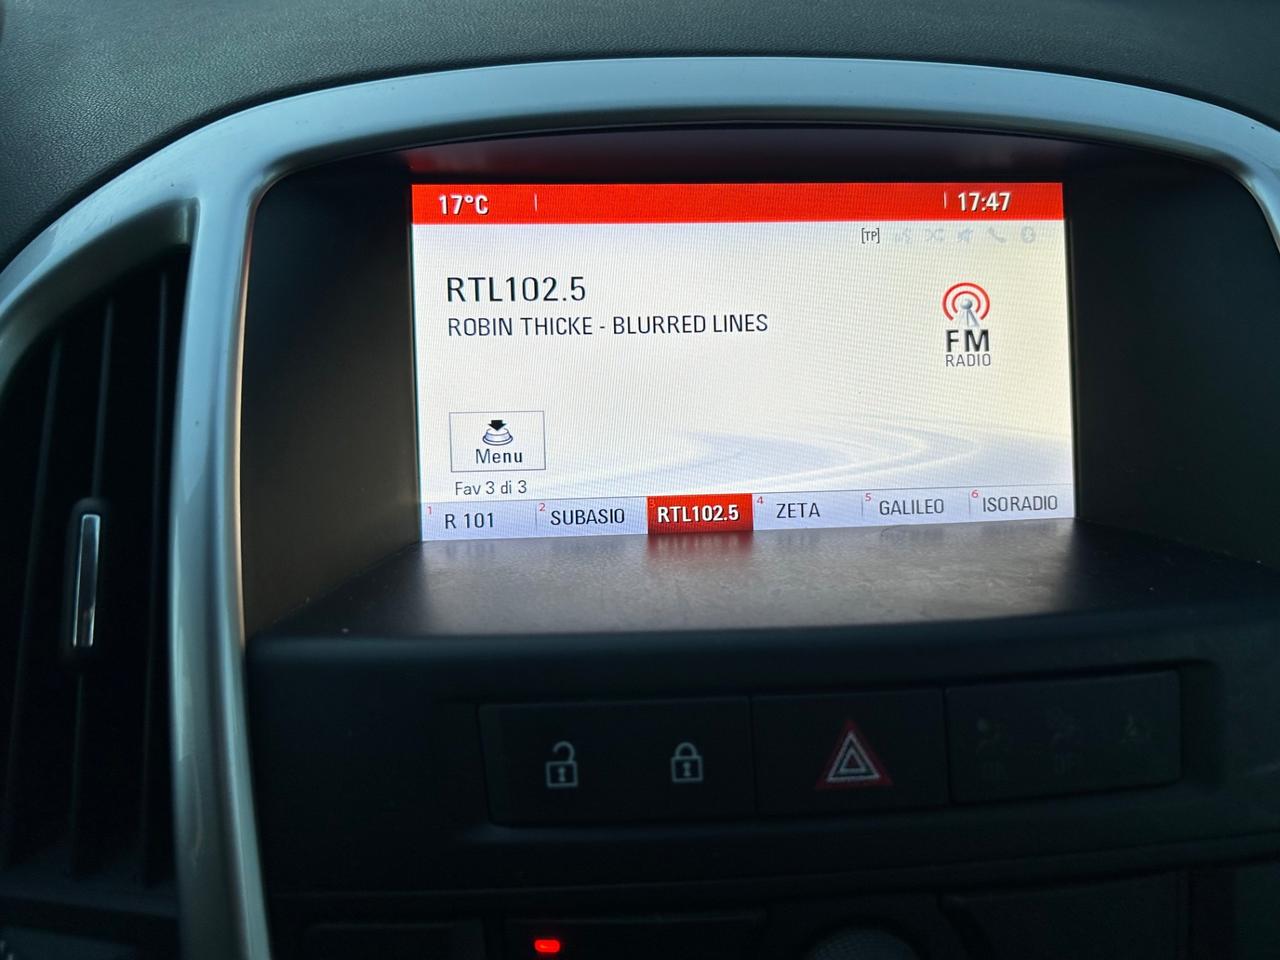 17°C
17:47
[TP]
RTL102.5
ROBIN THICKE - BLURRED LINES
FM
RADIO
Menu
Fav 3 di 3
1 R 101
2 SUBASIO
3 RTL102.5
4 ZETA
5 GALILEO
6 ISORADIO